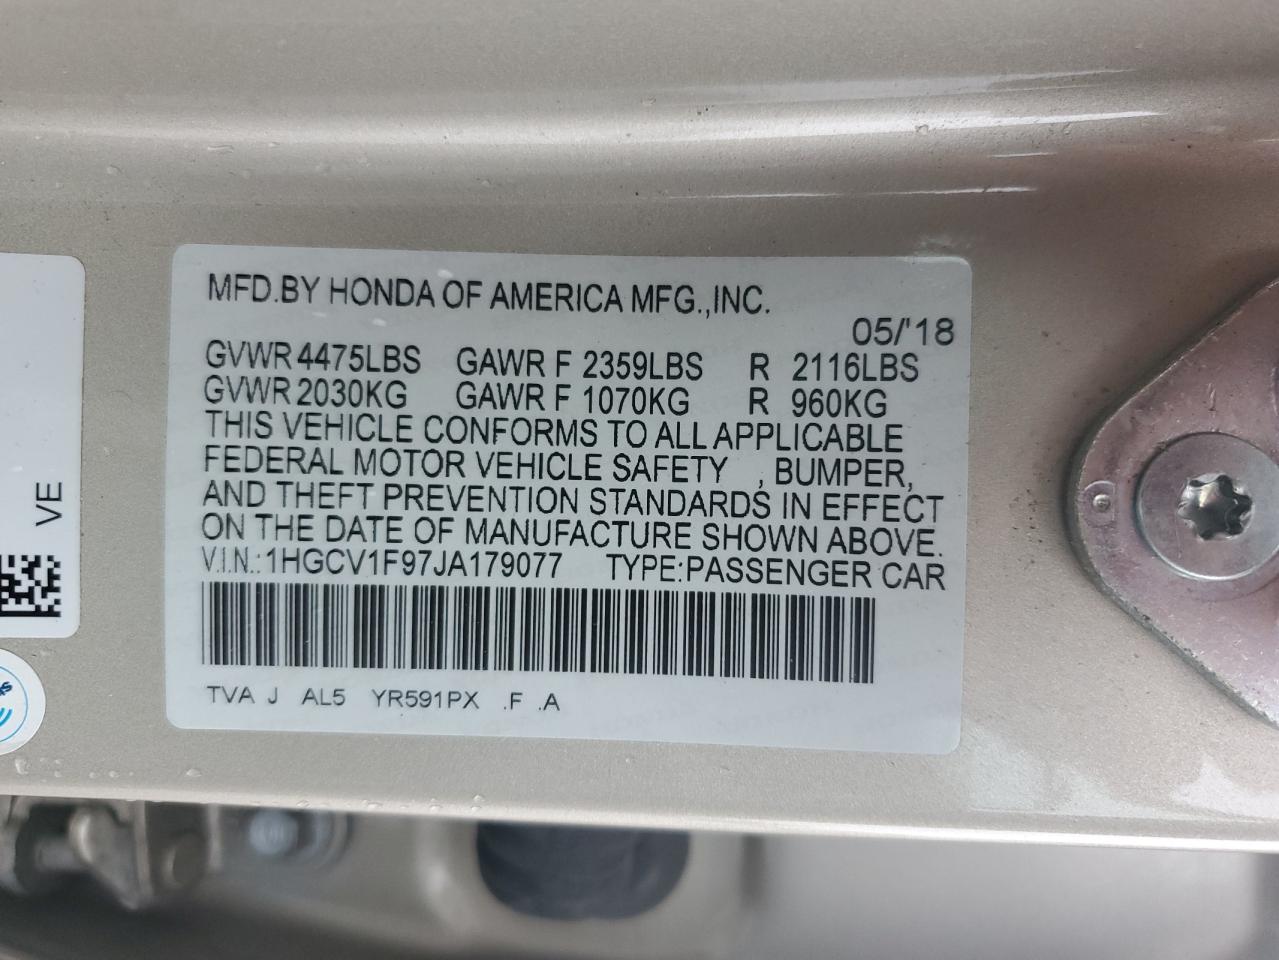 MFD.BY HONDA OF AMERICA MFG.,INC.
05/'18
GVWR 4475LBS GAWR F 2359LBS R 2116LBS
GVWR 2030KG GAWR F 1070KG R 960KG
THIS VEHICLE CONFORMS TO ALL APPLICABLE
FEDERAL MOTOR VEHICLE SAFETY , BUMPER,
AND THEFT PREVENTION STANDARDS IN EFFECT
ON THE DATE OF MANUFACTURE SHOWN ABOVE.
V.I.N.:1HGCV1F97JA179077 TYPE:PASSENGER CAR
TVA J AL5 YR591PX .F .A
VE